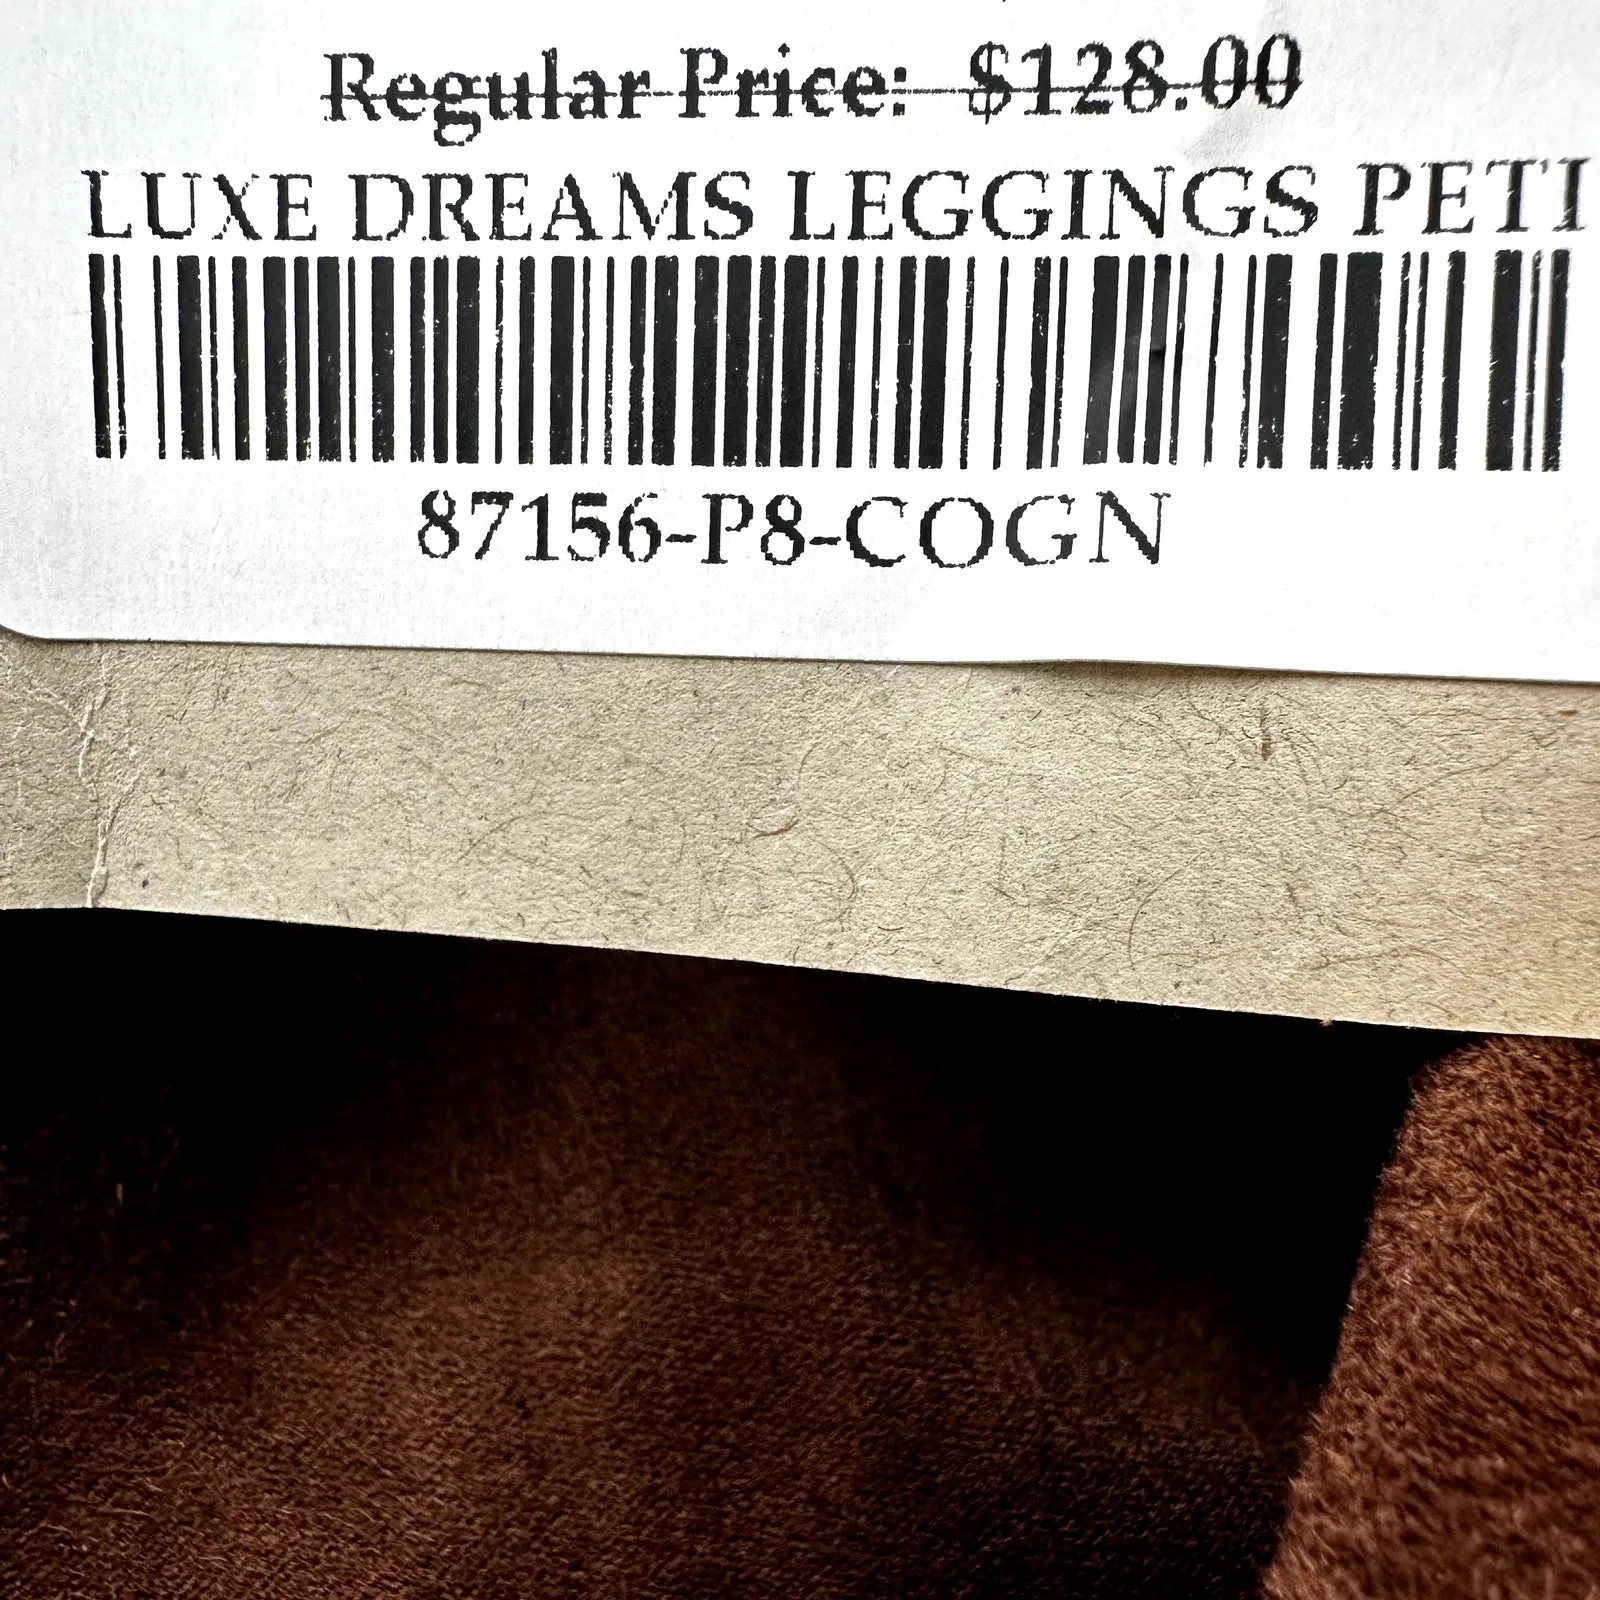 Regular Price: $128.00
LUXE DREAMS LEGGINGS PETI
87156-P8-COGN